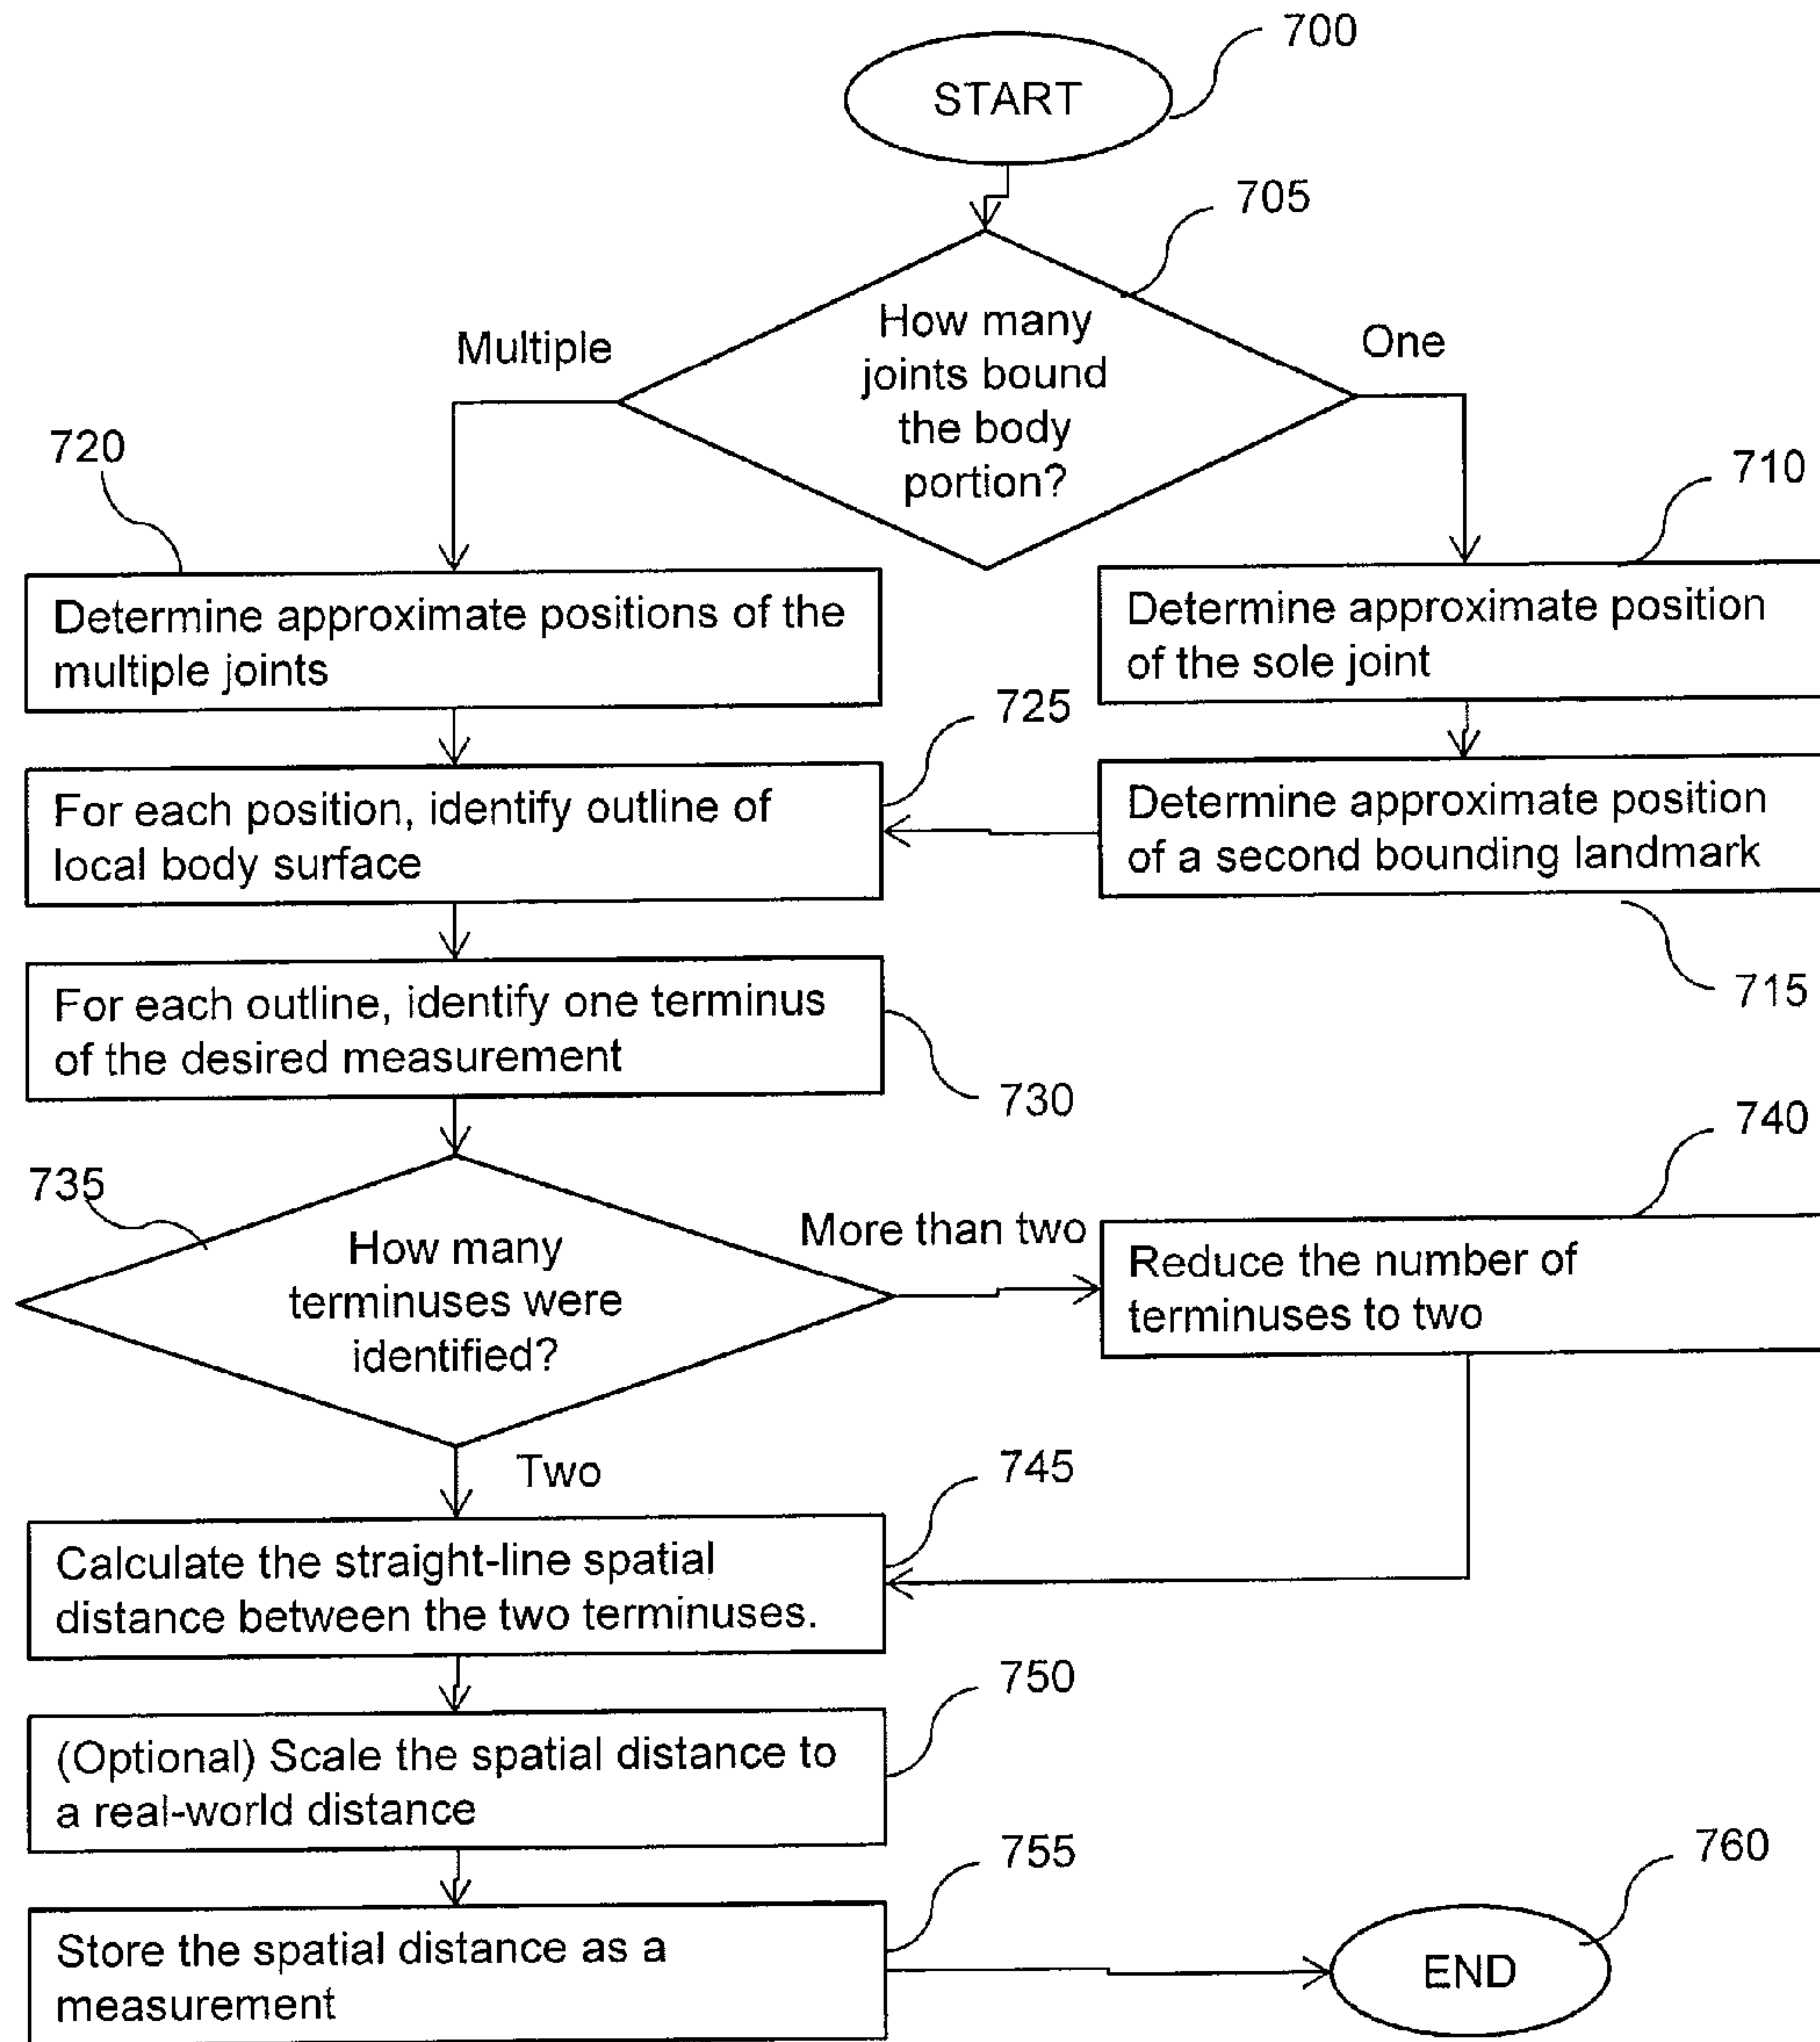 700
START
705
How many
joints bound
the body
portion?
Multiple
One
720
710
Determine approximate positions of the
multiple joints
Determine approximate position
of the sole joint
725
For each position, identify outline of
local body surface
Determine approximate position
of a second bounding landmark
715
For each outline, identify one terminus
of the desired measurement
730
740
735
How many
terminuses were
identified?
More than two
Reduce the number of
terminuses to two
Two
745
Calculate the straight-line spatial
distance between the two terminuses.
750
(Optional) Scale the spatial distance to
a real-world distance
755
760
Store the spatial distance as a
measurement
END